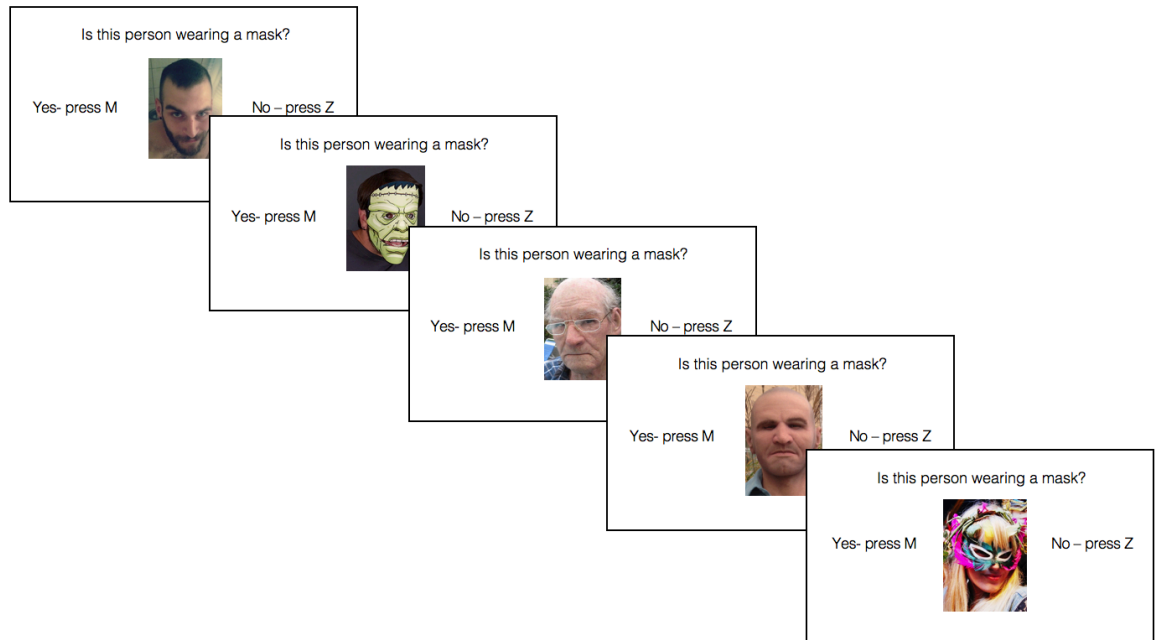 Is this person wearing a mask?
Yes- press M
No – press Z
Is this person wearing a mask?
Yes- press M
No – press Z
Is this person wearing a mask?
Yes- press M
No – press Z
Is this person wearing a mask?
Yes- press M
No – press Z
Is this person wearing a mask?
Yes- press M
No – press Z